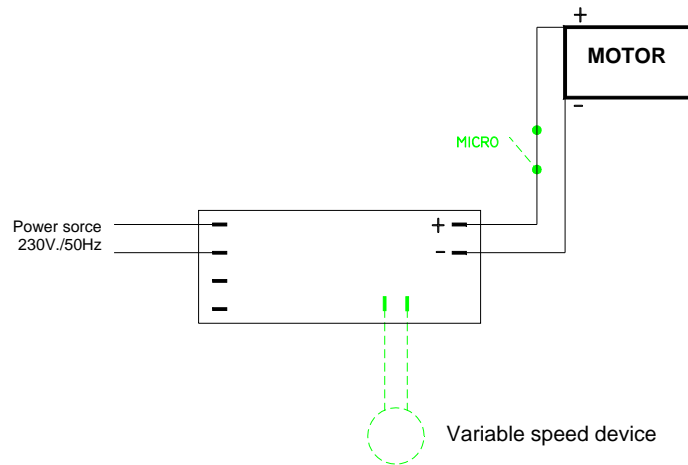 +
MOTOR
-
MICRO
Power sorce
230V./50Hz
+
-
Variable speed device